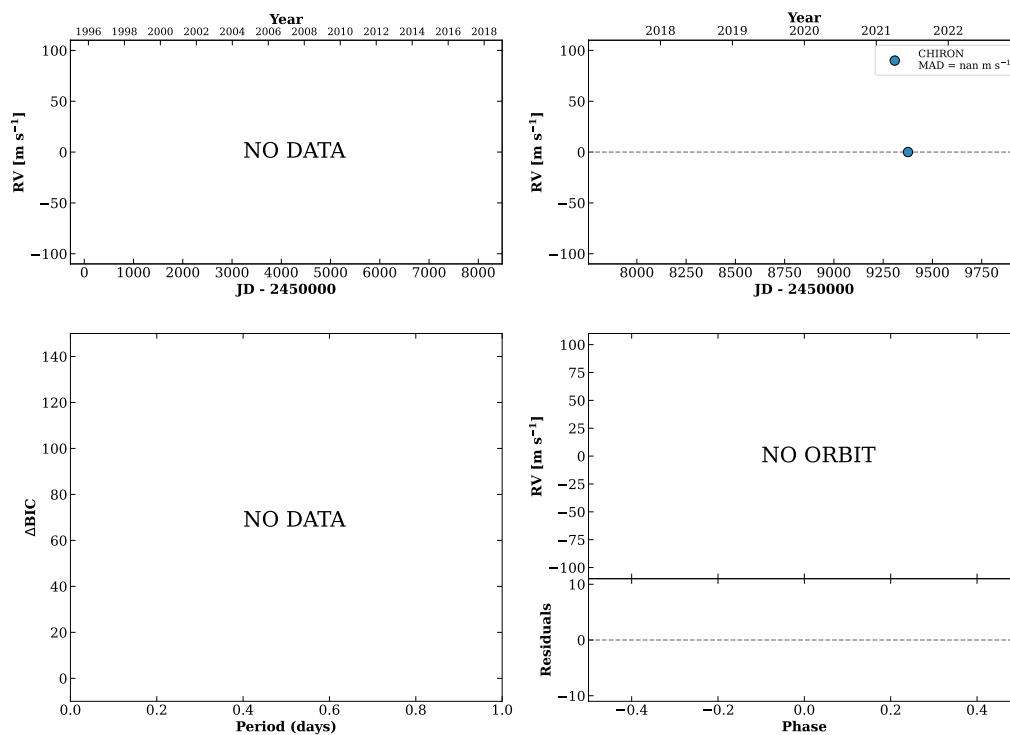 Year
1996 1998 2000 2002 2004 2006 2008 2010 2012 2014 2016 2018
100
50
0
−50
−100
RV [m s−1]
NO DATA
0 1000 2000 3000 4000 5000 6000 7000 8000
JD - 2450000
Year
2018 2019 2020 2021 2022
CHIRON
MAD = nan m s−1
100
50
0
−50
−100
RV [m s−1]
8000 8250 8500 8750 9000 9250 9500 9750
JD - 2450000
140
120
100
80
60
40
20
0
ΔBIC
NO DATA
0.0 0.2 0.4 0.6 0.8 1.0
Period (days)
100
75
50
25
0
−25
−50
−75
−100
RV [m s−1]
NO ORBIT
10
0
−10
Residuals
−0.4 −0.2 0.0 0.2 0.4
Phase